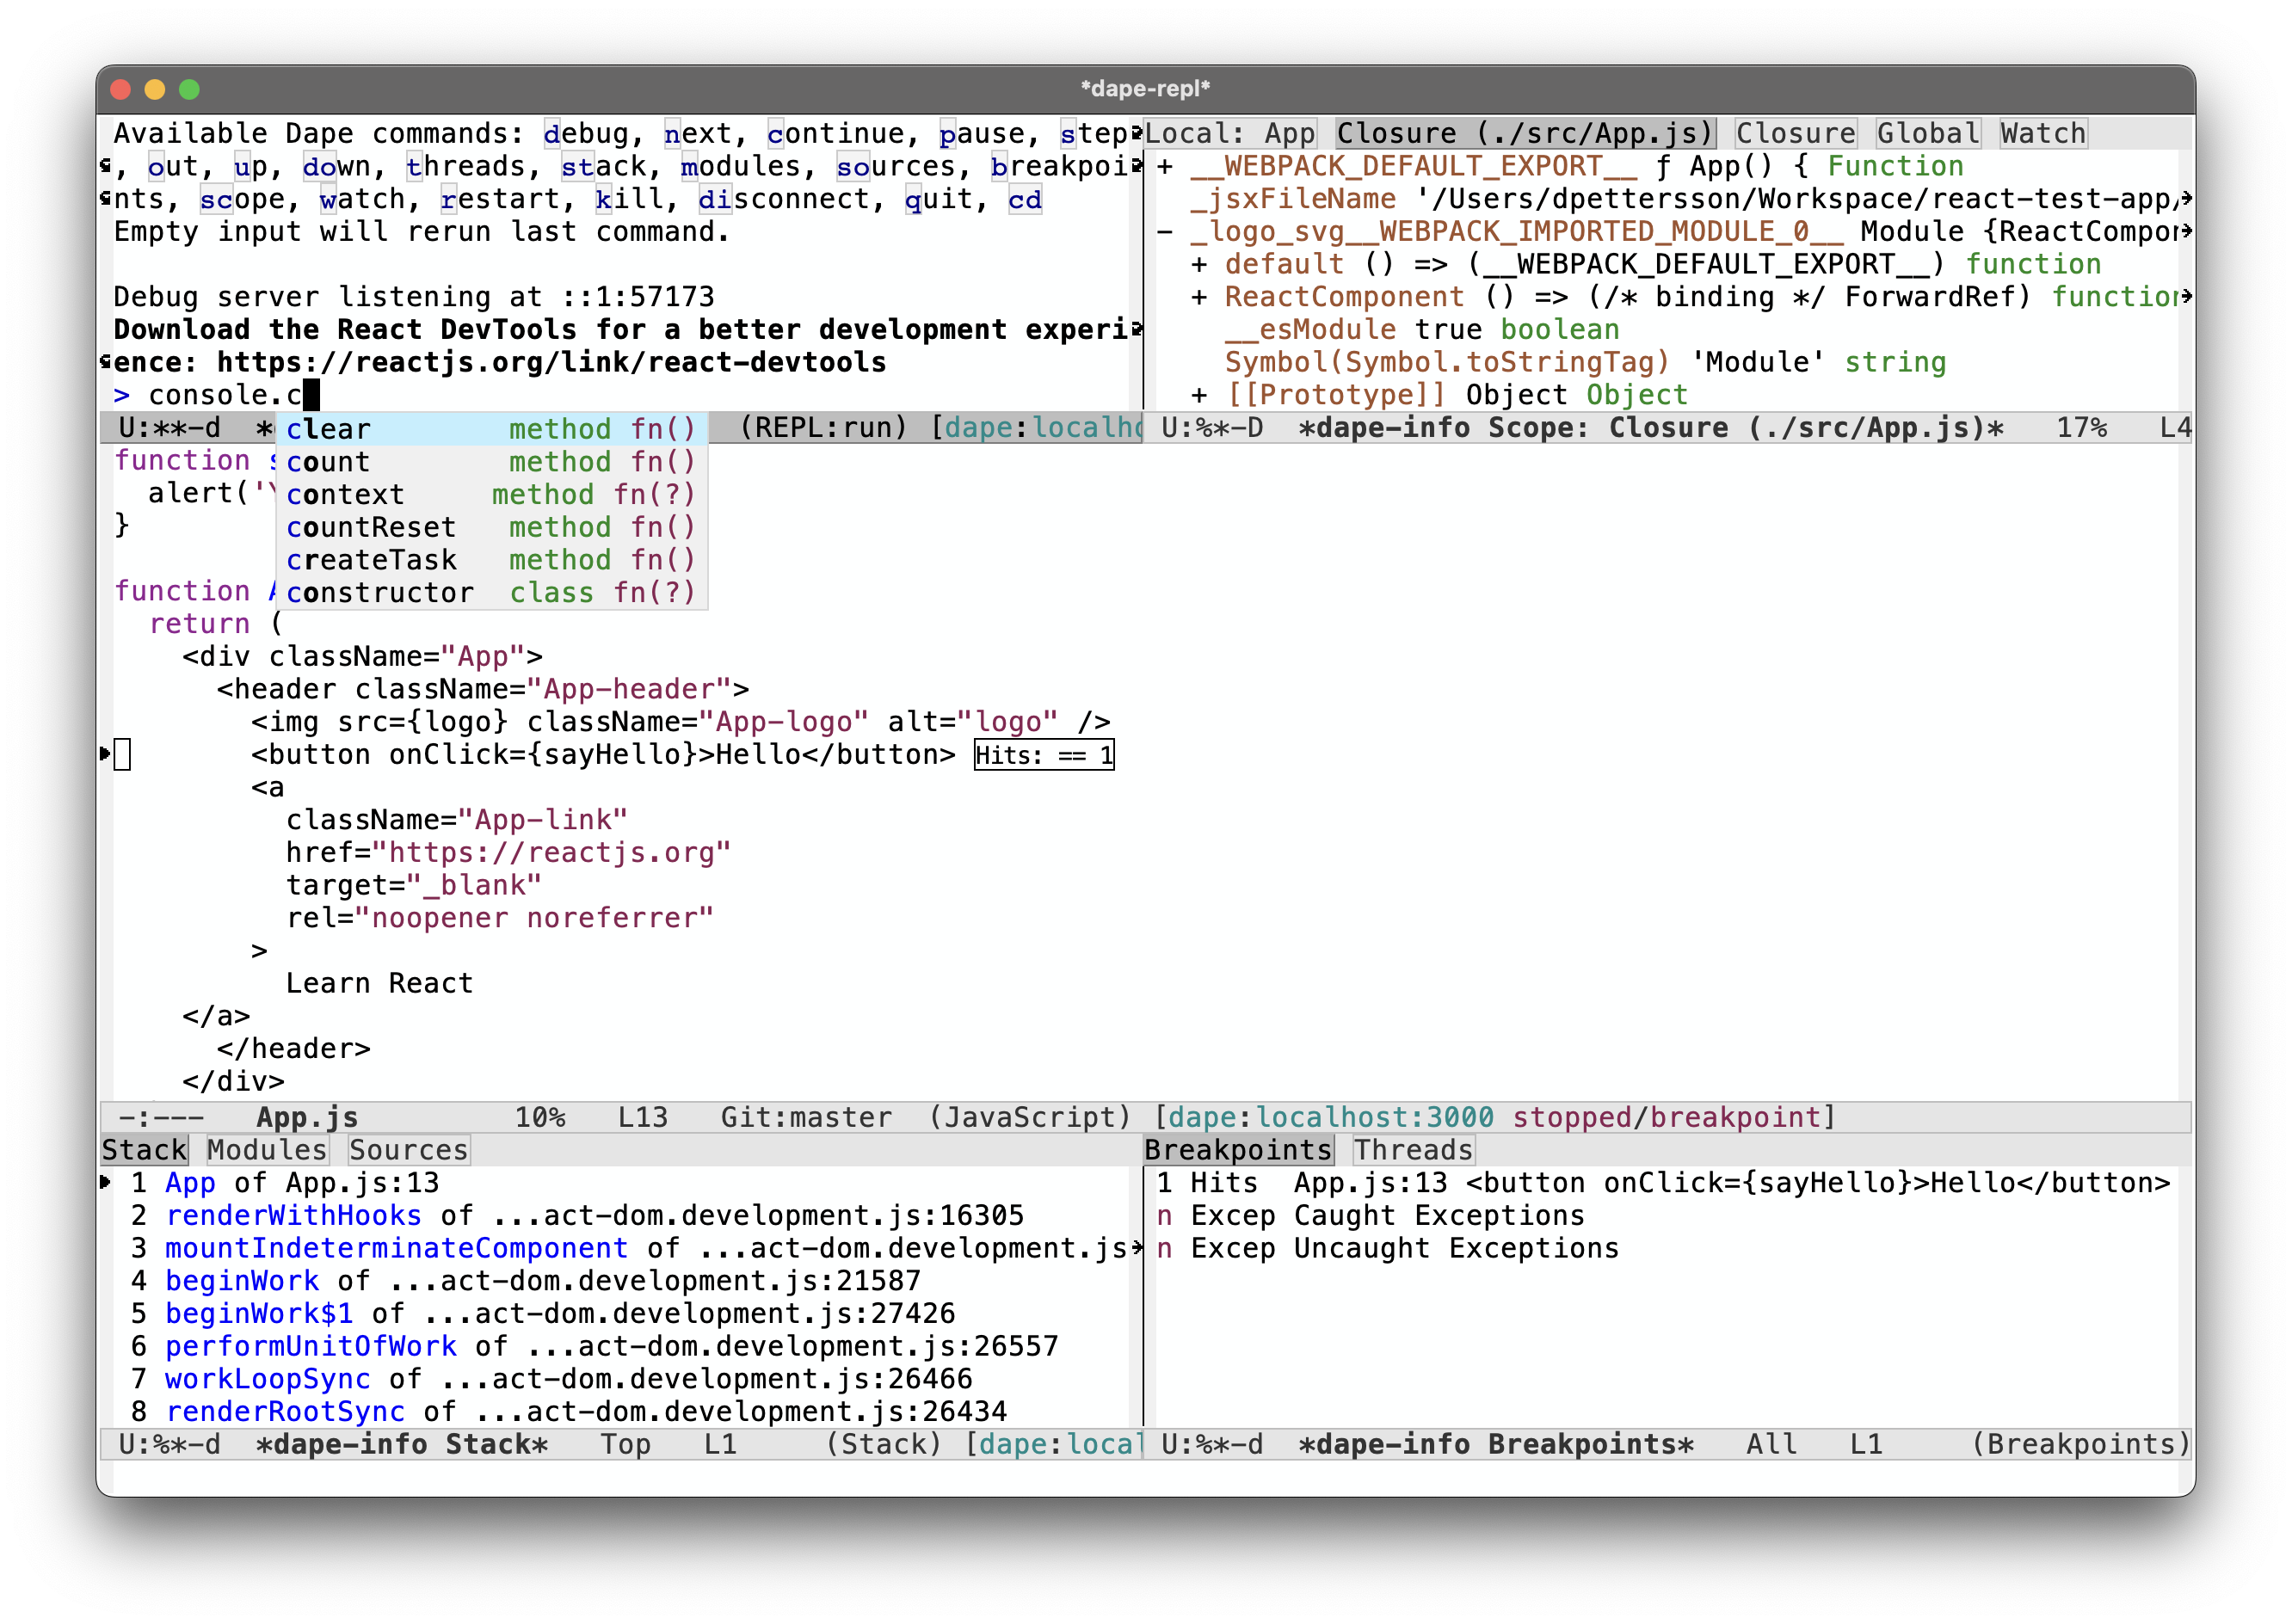 *dape-repl*
Available Dape commands: debug, next, continue, pause, step
, out, up, down, threads, stack, modules, sources, breakpoi
nts, scope, watch, restart, kill, disconnect, quit, cd
Empty input will rerun last command.
Debug server listening at ::1:57173
Download the React DevTools for a better development experi
ence: https://reactjs.org/link/react-devtools
> console.c
U:**-d * (REPL:run) [dape:localho
clear method fn()
count method fn()
context method fn(?)
countReset method fn()
createTask method fn()
constructor class fn(?)
Local: App Closure (./src/App.js) Closure Global Watch
+ __WEBPACK_DEFAULT_EXPORT__ ƒ App() { Function
_jsxFileName '/Users/dpettersson/Workspace/react-test-app/
- _logo_svg__WEBPACK_IMPORTED_MODULE_0__ Module {ReactCompon
+ default () => (__WEBPACK_DEFAULT_EXPORT__) function
+ ReactComponent () => (/* binding */ ForwardRef) function
__esModule true boolean
Symbol(Symbol.toStringTag) 'Module' string
+ [[Prototype]] Object Object
U:%*-D *dape-info Scope: Closure (./src/App.js)* 17% L4
function s
alert('Y
}
function A
return (
<div className="App">
<header className="App-header">
<img src={logo} className="App-logo" alt="logo" />
<button onClick={sayHello}>Hello</button> Hits: == 1
<a
className="App-link"
href="https://reactjs.org"
target="_blank"
rel="noopener noreferrer"
>
Learn React
</a>
</header>
</div>
-:--- App.js 10% L13 Git:master (JavaScript) [dape:localhost:3000 stopped/breakpoint]
Stack Modules Sources
1 App of App.js:13
2 renderWithHooks of ...act-dom.development.js:16305
3 mountIndeterminateComponent of ...act-dom.development.js
4 beginWork of ...act-dom.development.js:21587
5 beginWork$1 of ...act-dom.development.js:27426
6 performUnitOfWork of ...act-dom.development.js:26557
7 workLoopSync of ...act-dom.development.js:26466
8 renderRootSync of ...act-dom.development.js:26434
U:%*-d *dape-info Stack* Top L1 (Stack) [dape:local
Breakpoints Threads
1 Hits App.js:13 <button onClick={sayHello}>Hello</button>
n Excep Caught Exceptions
n Excep Uncaught Exceptions
U:%*-d *dape-info Breakpoints* All L1 (Breakpoints)